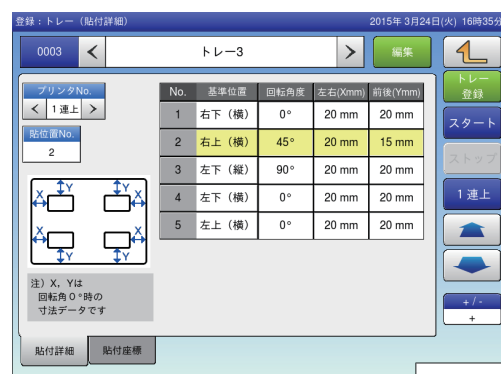 登録：トレー（貼付詳細）
2015年 3月24日(火) 16時35分
0003
トレー3
編集
プリンタNo.
1 連上
貼位置No.
2
No. 基準位置 回転角度 左右(Xmm) 前後(Ymm)
1 右下（横） 0° 20 mm 20 mm
2 右上（横） 45° 20 mm 15 mm
3 左下（縦） 90° 20 mm 20 mm
4 左下（横） 0° 20 mm 20 mm
5 左上（横） 0° 20 mm 20 mm
Y Y
X X
X X
Y Y
注）X，Yは
回転角０°時の
寸法データです
トレー
登録
スタート
ストップ
1 連上
+ / -
+
貼付詳細
貼付座標